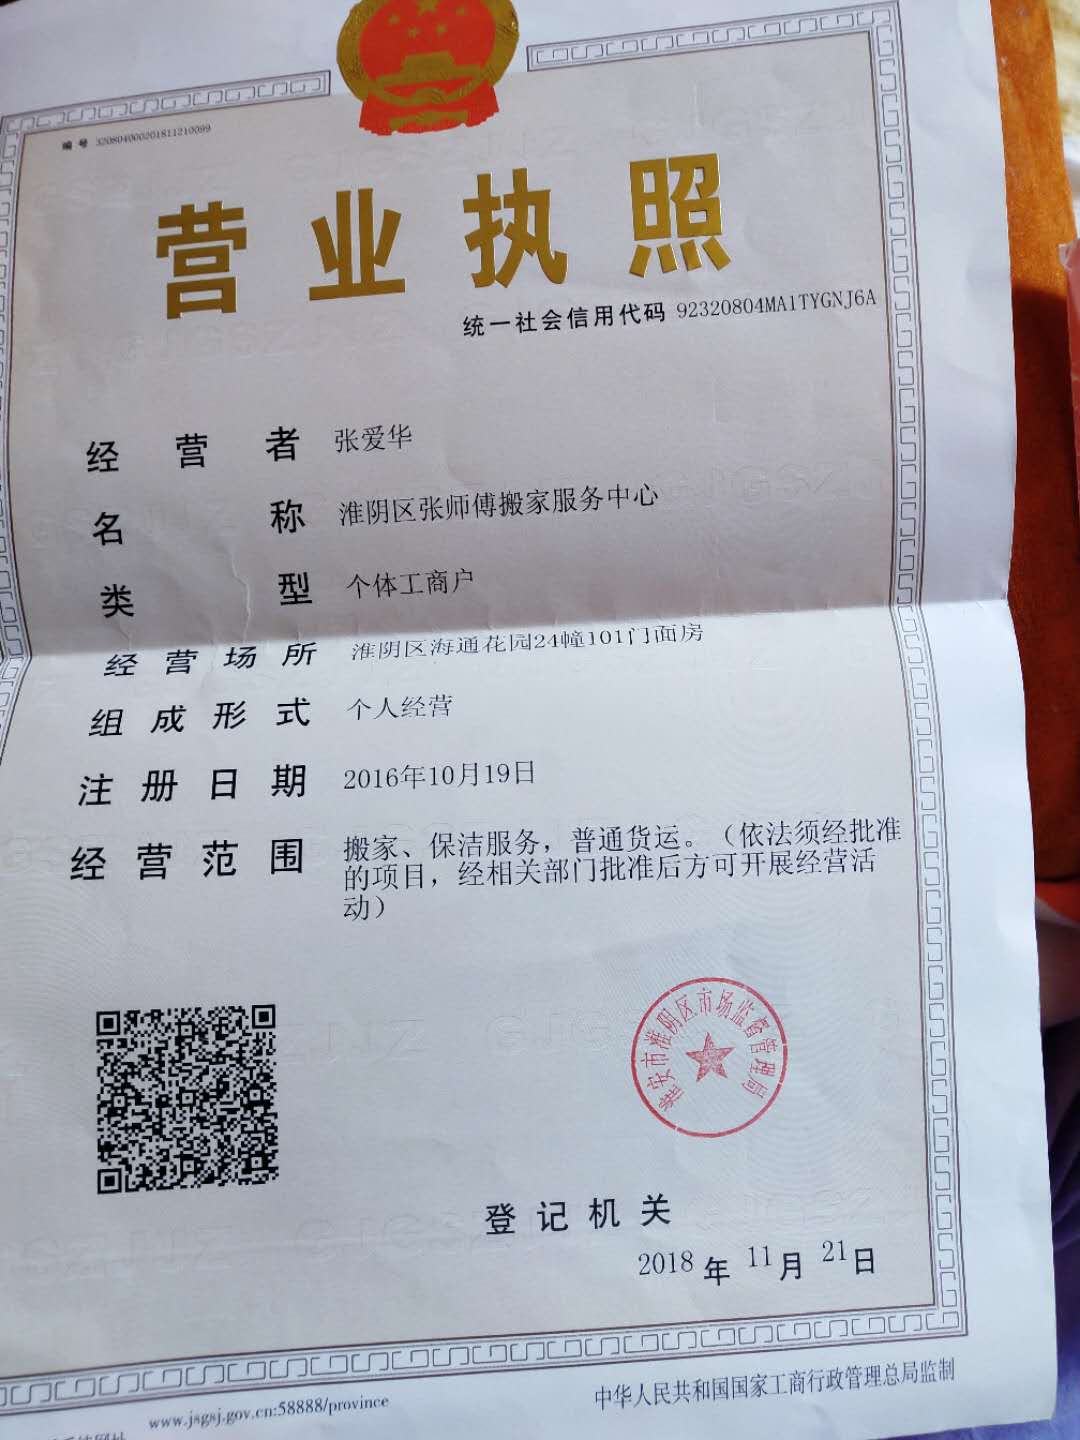 编 号 320804000201811210099
营业执照
统一社会信用代码 92320804MA1TYGNJ6A
经营者 张爱华
名称 淮阴区张师傅搬家服务中心
类型 个体工商户
经营场所 淮阴区海通花园24幢101门面房
组成形式 个人经营
注册日期 2016年10月19日
经营范围 搬家、保洁服务，普通货运。（依法须经批准
的项目，经相关部门批准后方可开展经营活
动）
淮安市淮阴区市场监督管理局
登记机关
2018 年 11 月 21 日
www.jsgsj.gov.cn:58888/province
中华人民共和国国家工商行政管理总局监制